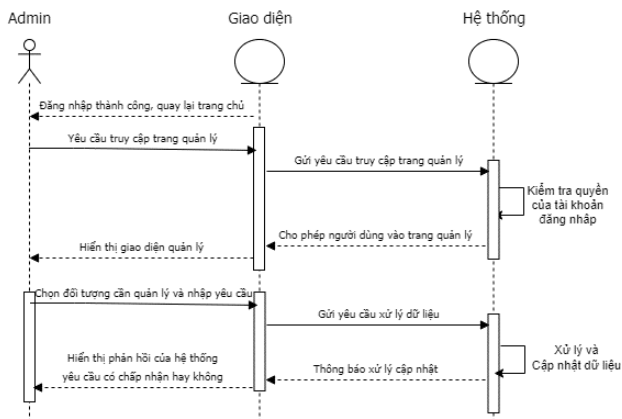 Admin
Giao diện
Hệ thống
Đăng nhập thành công, quay lại trang chủ
Yêu cầu truy cập trang quản lý
Gửi yêu cầu truy cập trang quản lý
Kiểm tra quyền
của tài khoản
đăng nhập
Cho phép người dùng vào trang quản lý
Hiển thị giao diện quản lý
Chọn đối tượng cần quản lý và nhập yêu cầu
Gửi yêu cầu xử lý dữ liệu
Xử lý và
Cập nhật dữ liệu
Hiển thị phản hồi của hệ thống
yêu cầu có chấp nhận hay không
Thông báo xử lý cập nhật